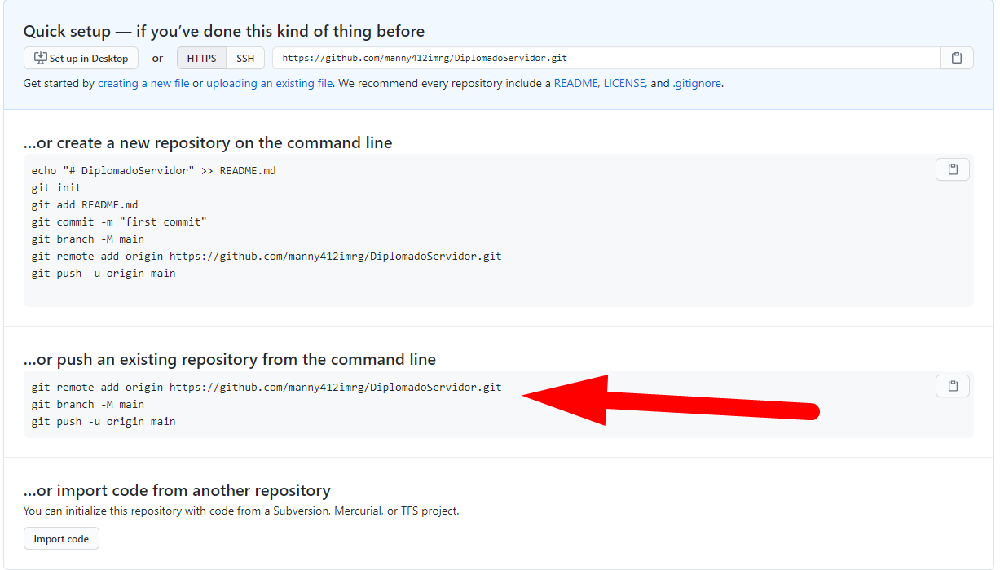 Quick setup — if you’ve done this kind of thing before
Set up in Desktop or HTTPS SSH https://github.com/manny412imrg/DiplomadoServidor.git
Get started by creating a new file or uploading an existing file. We recommend every repository include a README, LICENSE, and .gitignore.
…or create a new repository on the command line
echo "# DiplomadoServidor" >> README.md
git init
git add README.md
git commit -m "first commit"
git branch -M main
git remote add origin https://github.com/manny412imrg/DiplomadoServidor.git
git push -u origin main
…or push an existing repository from the command line
git remote add origin https://github.com/manny412imrg/DiplomadoServidor.git
git branch -M main
git push -u origin main
…or import code from another repository
You can initialize this repository with code from a Subversion, Mercurial, or TFS project.
Import code